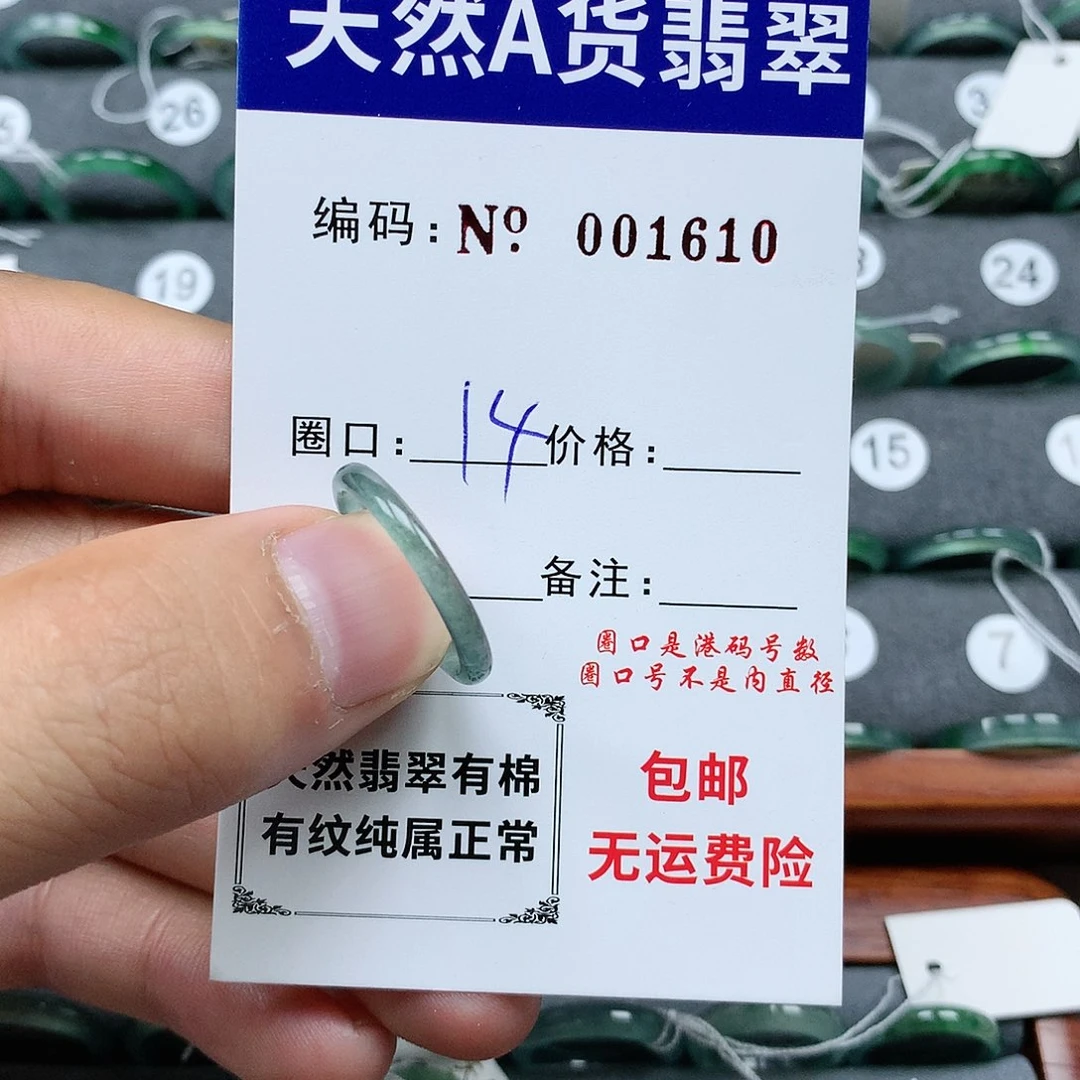 天然A货翡翠
编码：Nº 001610
圈口：14 价格：
备注：
圈口是港码号数
圈口号不是内直径
天然翡翠有棉
有纹纯属正常
包邮
无运费险
26
19
24
15
7